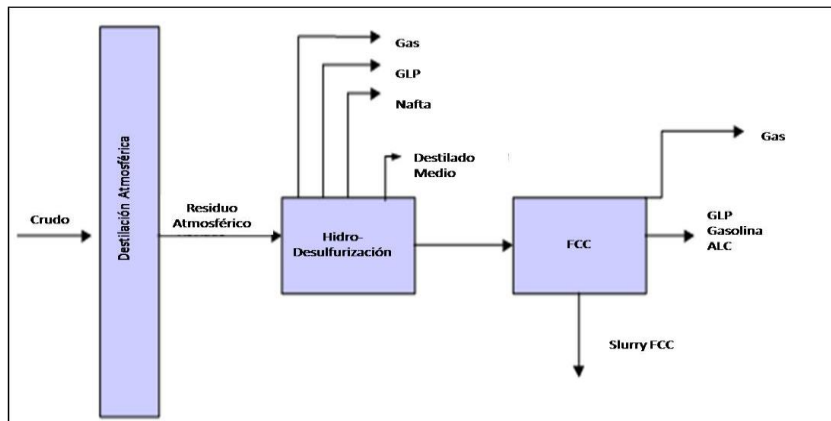 Gas
GLP
Nafta
Destilado
Medio
Gas
Crudo
Destilación Atmosférica
Residuo
Atmosférico
Hidro-
Desulfurización
FCC
GLP
Gasolina
ALC
Slurry FCC